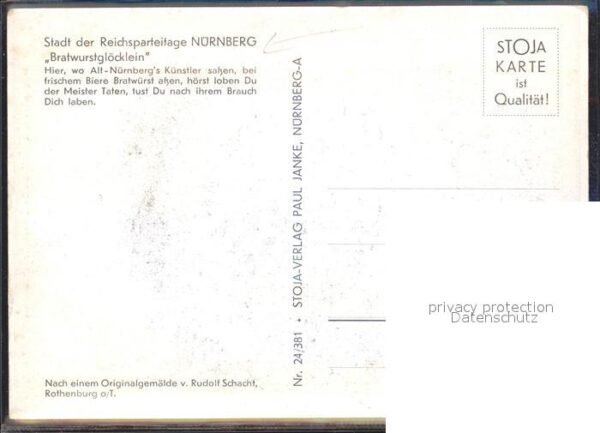 Stadt der Reichsparteitage NÜRNBERG
„Bratwurstglöcklein"
Hier, wo Alt-Nürnberg's Künstler saßen, bei
frischem Biere Bratwürst aßen, hörst loben Du
der Meister Taten, tust Du nach ihrem Brauch
Dich laben.
Nach einem Originalgemälde v. Rudolf Schacht,
Rothenburg o/T.
Nr. 24/381 • STOJA-VERLAG PAUL JANKE, NÜRNBERG-A
STOJA
KARTE
ist
Qualität!
privacy protection
Datenschutz